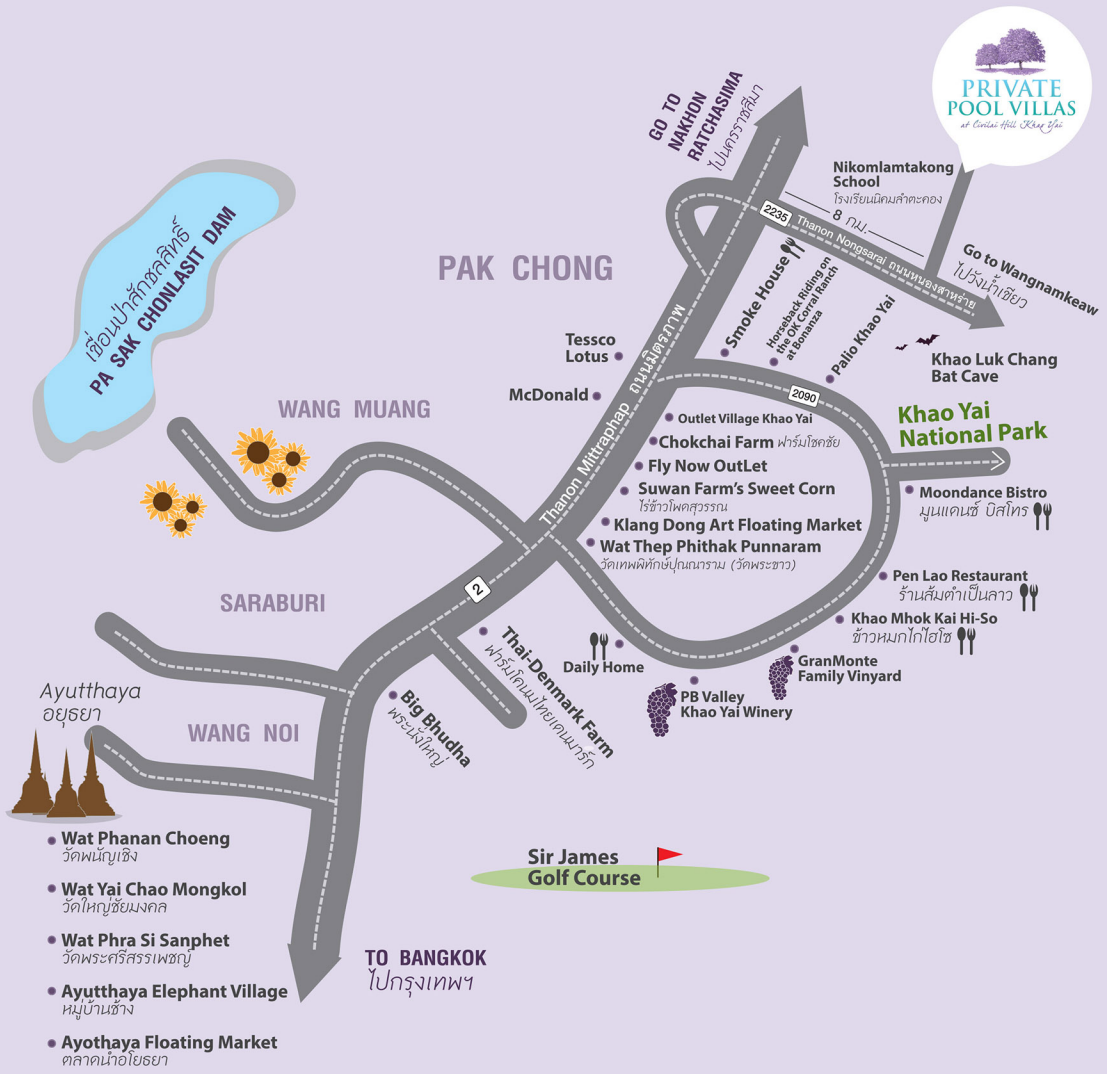 PRIVATE
POOL VILLAS
at Civilai Hill Khao Yai
GO TO
NAKHON
RATCHASIMA
ไปนครราชสีมา
Nikomlamtakong
School
โรงเรียนนิคมลำตะคอง
8 กม.
2235
Thanon Nongsarai ถนนหนองสาหร่าย
Go to Wangnamkeaw
ไปวังน้ำเขียว
เขื่อนป่าสักชลสิทธิ์
PA SAK CHONLASIT DAM
PAK CHONG
Smoke House
Horseback Riding on
the OK Corral Ranch
at Bonanza
Palio Khao Yai
Khao Luk Chang
Bat Cave
Tessco
Lotus
McDonald
Thanon Mittraphap ถนนมิตรภาพ
2090
WANG MUANG
Outlet Village Khao Yai
Chokchai Farm ฟาร์มโชคชัย
Fly Now OutLet
Suwan Farm's Sweet Corn
ไร่ข้าวโพดสุวรรณ
Klang Dong Art Floating Market
Wat Thep Phithak Punnaram
วัดเทพพิทักษ์ปุณณาราม (วัดพระขาว)
Khao Yai
National Park
Moondance Bistro
มูนแดนซ์ บิสโทร
Pen Lao Restaurant
ร้านส้มตำเป็นลาว
Khao Mhok Kai Hi-So
ข้าวหมกไก่ไฮโซ
GranMonte
Family Vinyard
PB Valley
Khao Yai Winery
Daily Home
2
SARABURI
Thai-Denmark Farm
ฟาร์มโคนมไทยเดนมาร์ก
Big Bhudha
พระนั่งใหญ่
Ayutthaya
อยุธยา
WANG NOI
Wat Phanan Choeng
วัดพนัญเชิง
Wat Yai Chao Mongkol
วัดใหญ่ชัยมงคล
Wat Phra Si Sanphet
วัดพระศรีสรรเพชญ์
Ayutthaya Elephant Village
หมู่บ้านช้าง
Ayothaya Floating Market
ตลาดน้ำอโยธยา
Sir James
Golf Course
TO BANGKOK
ไปกรุงเทพฯ